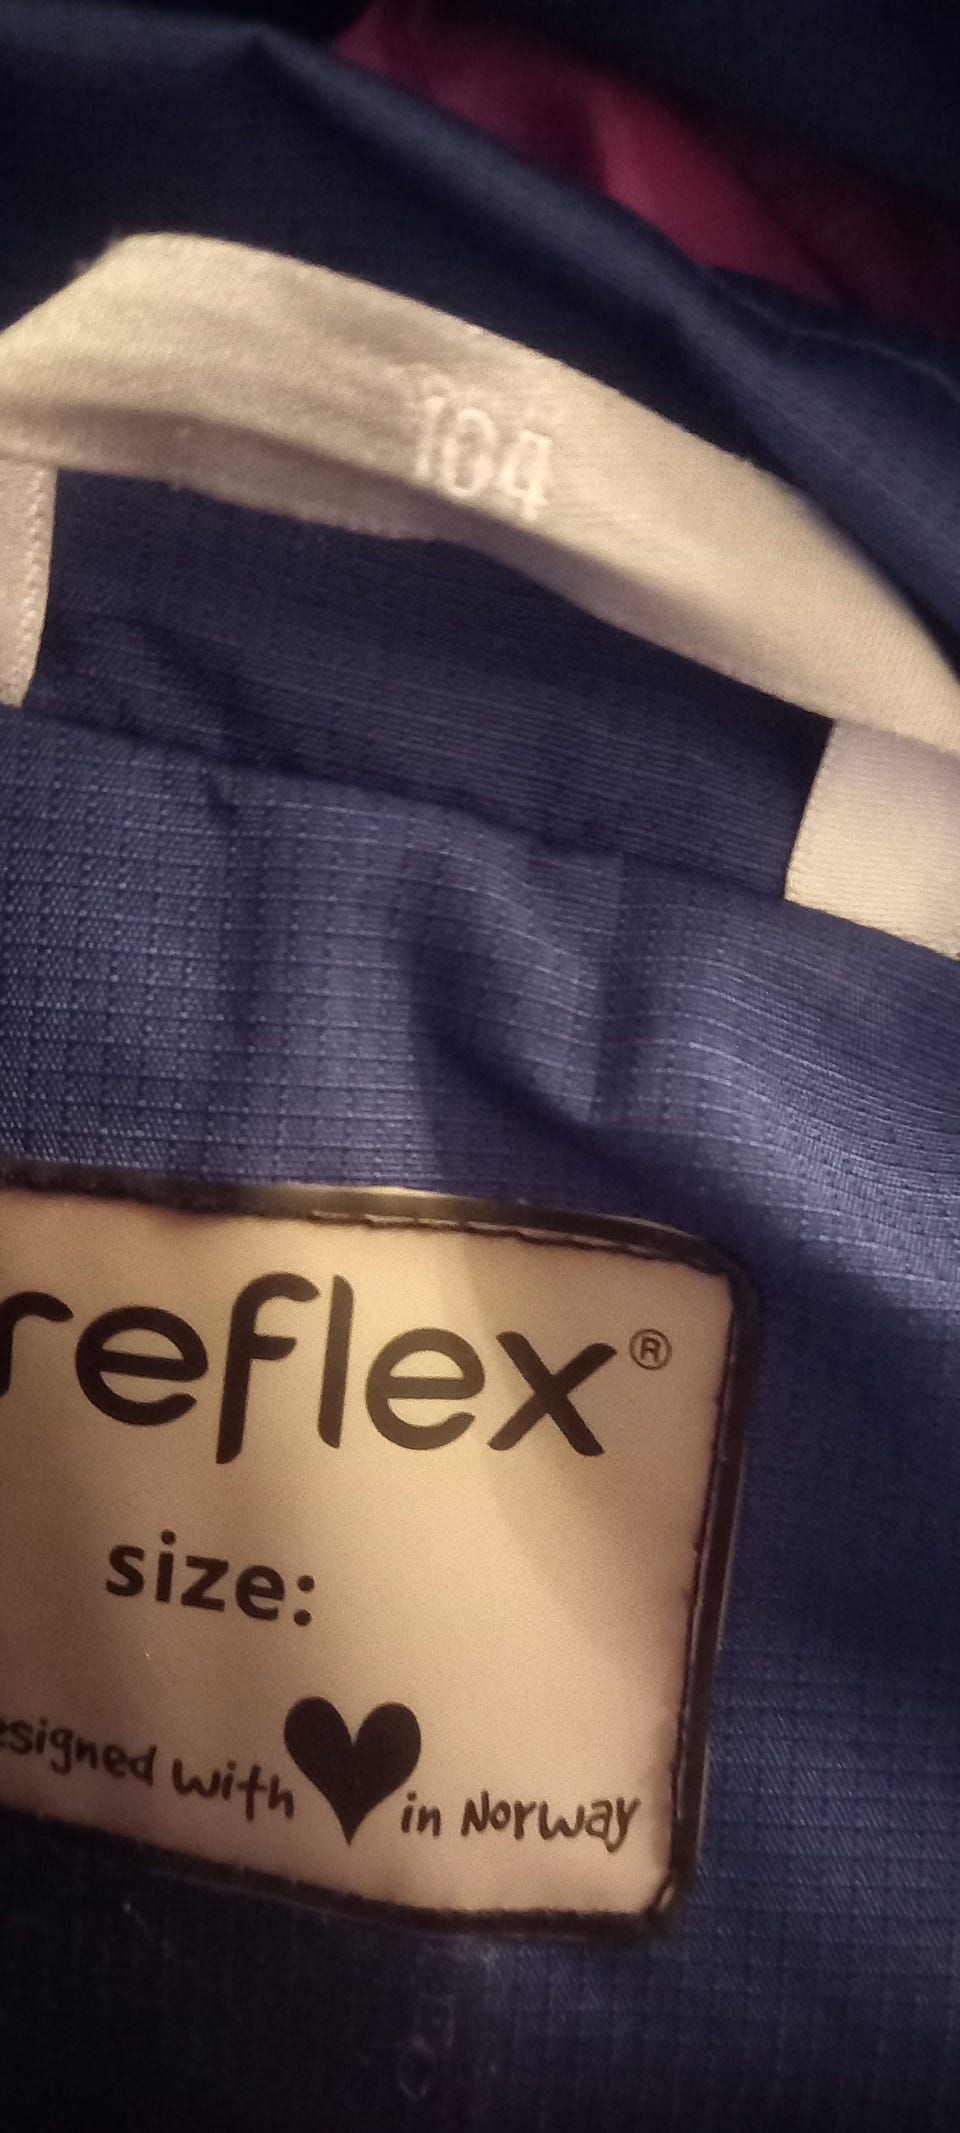 104
reflex®
size:
esigned with ♥ in Norway